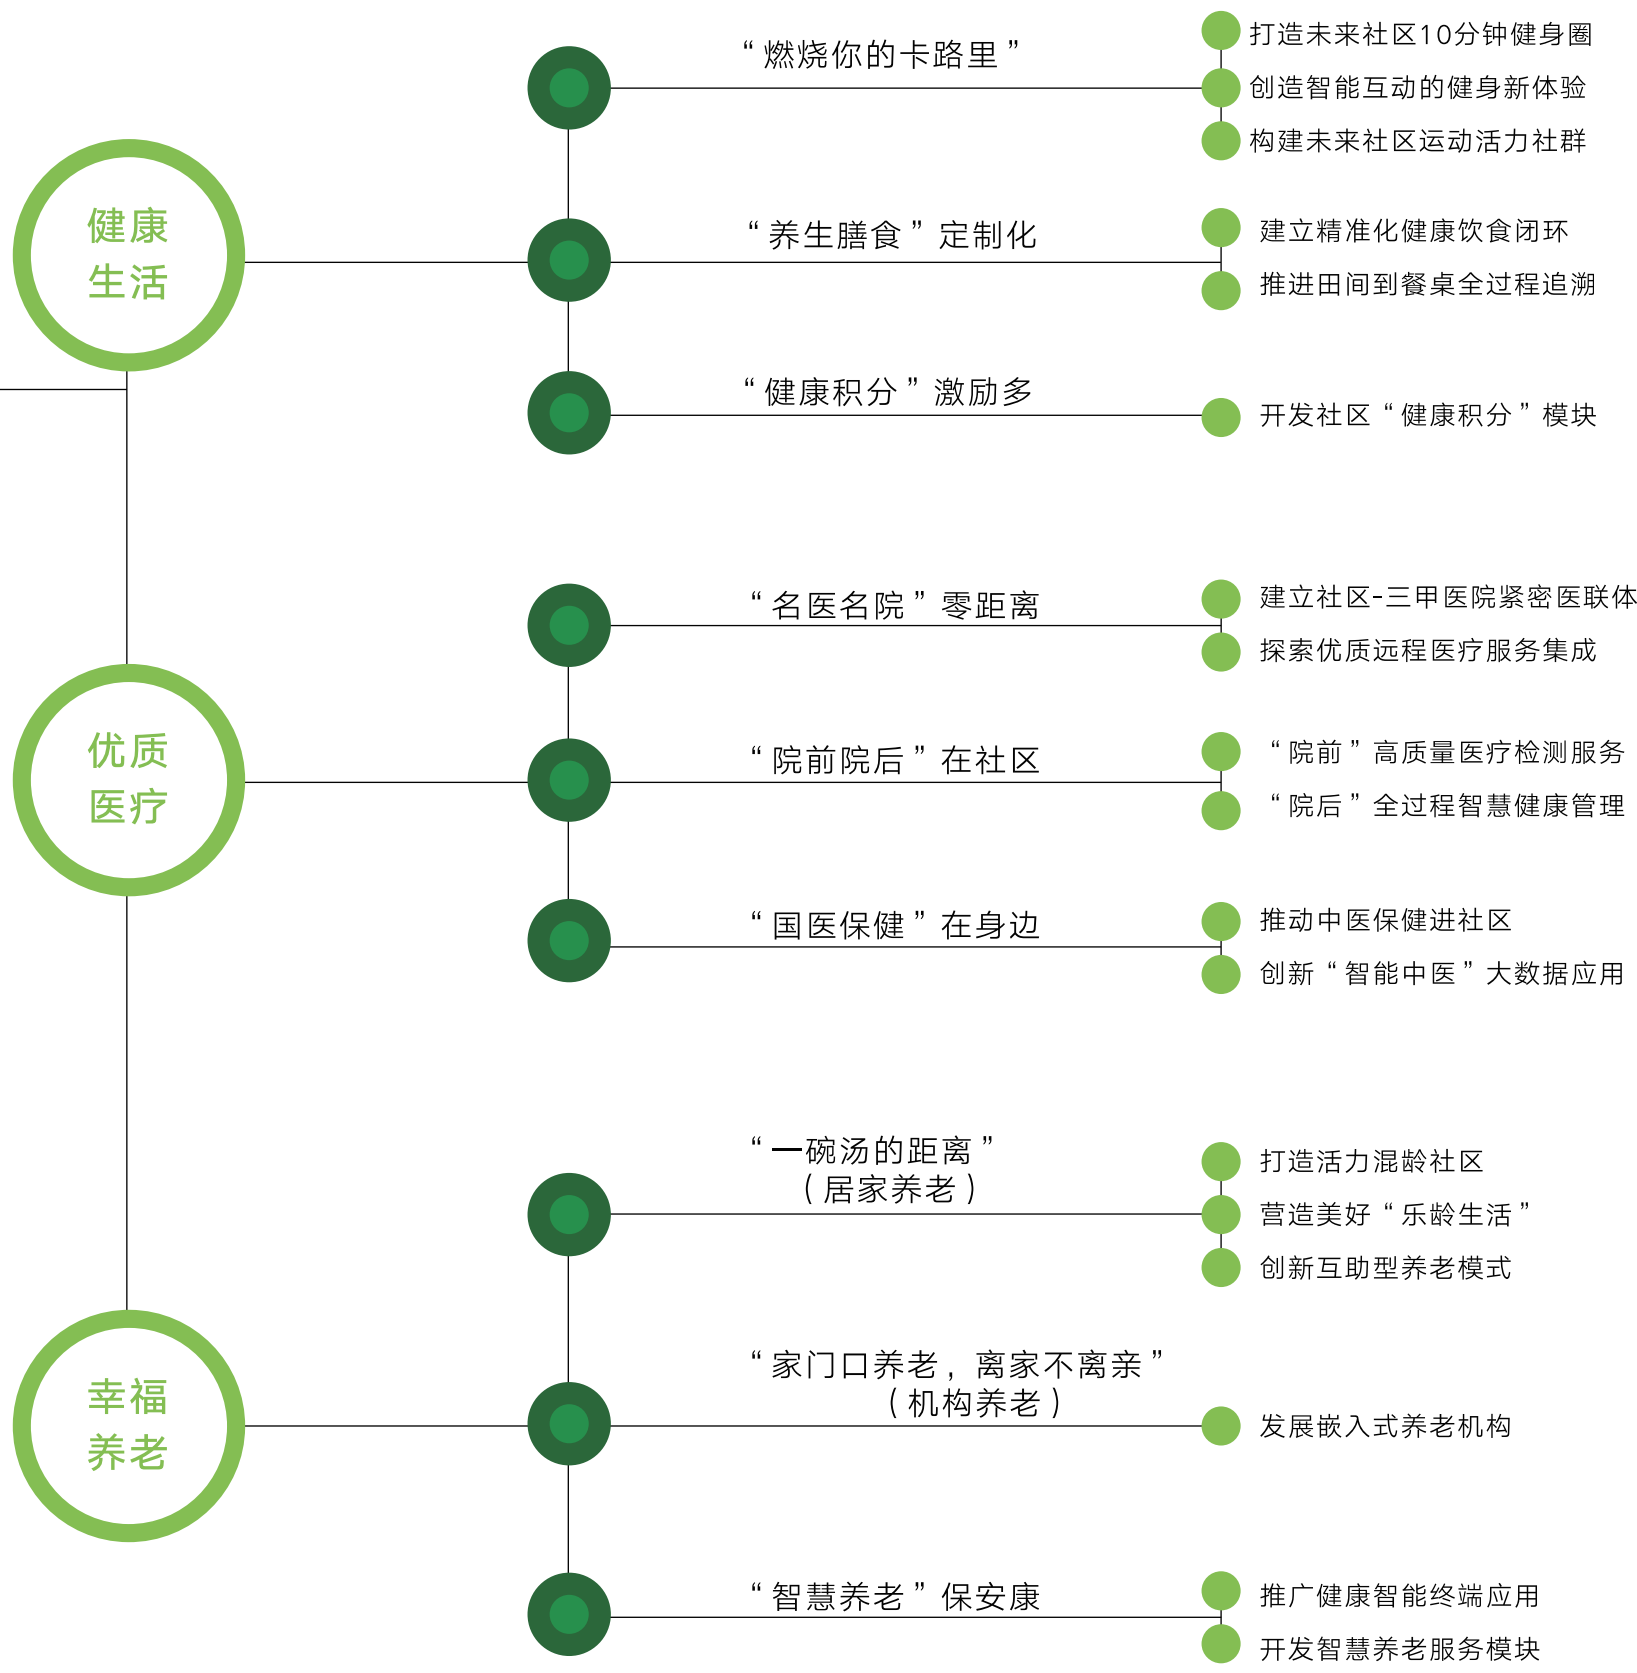 健康
生活
“燃烧你的卡路里”
打造未来社区10分钟健身圈
创造智能互动的健身新体验
构建未来社区运动活力社群
“养生膳食”定制化
建立精准化健康饮食闭环
推进田间到餐桌全过程追溯
“健康积分”激励多
开发社区“健康积分”模块
优质
医疗
“名医名院”零距离
建立社区-三甲医院紧密医联体
探索优质远程医疗服务集成
“院前院后”在社区
“院前”高质量医疗检测服务
“院后”全过程智慧健康管理
“国医保健”在身边
推动中医保健进社区
创新“智能中医”大数据应用
幸福
养老
“一碗汤的距离”
（居家养老）
打造活力混龄社区
营造美好“乐龄生活”
创新互助型养老模式
“家门口养老，离家不离亲”
（机构养老）
发展嵌入式养老机构
“智慧养老”保安康
推广健康智能终端应用
开发智慧养老服务模块